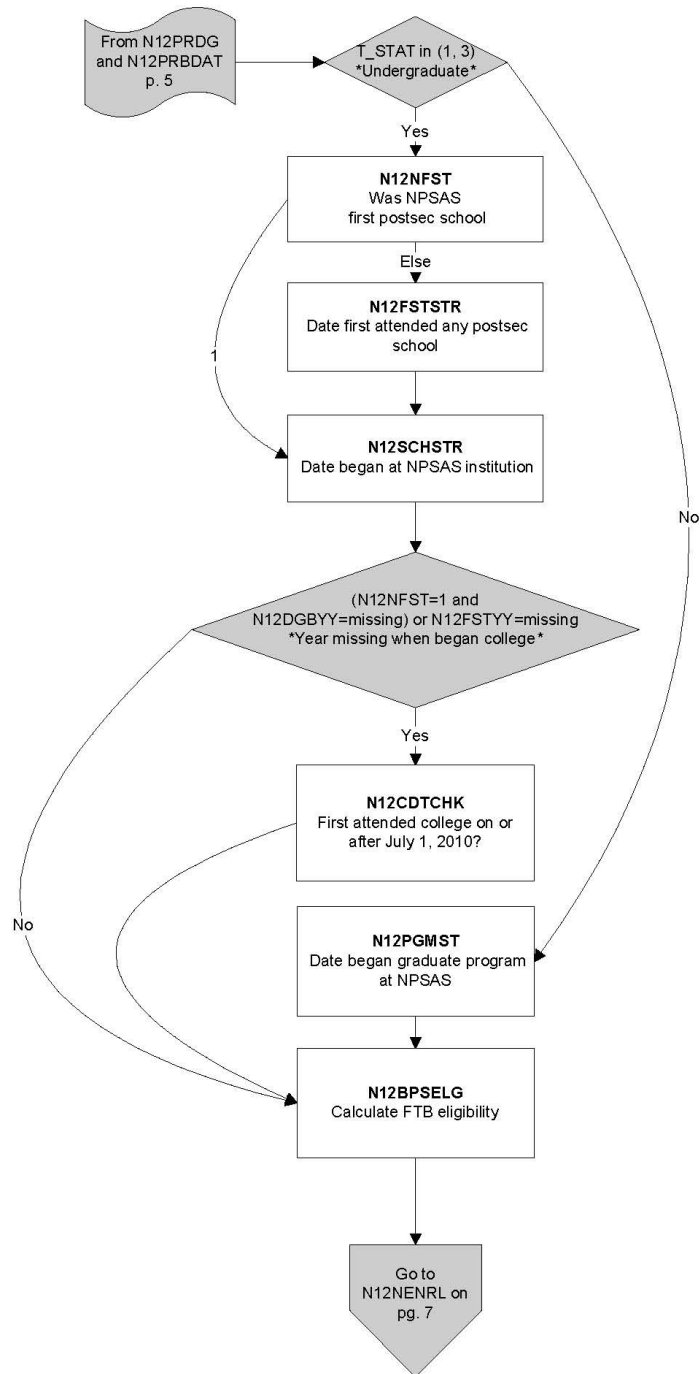 From N12PRDG
and N12PRBDAT
p. 5
T_STAT in (1, 3)
*Undergraduate*
Yes
N12NFST
Was NPSAS
first postsec school
Else
N12FSTSTR
Date first attended any postsec
school
1
N12SCHSTR
Date began at NPSAS institution
No
(N12NFST=1 and
N12DGBYY=missing) or N12FSTYY=missing
*Year missing when began college*
Yes
N12CDTCHK
First attended college on or
after July 1, 2010?
No
N12PGMST
Date began graduate program
at NPSAS
N12BPSELG
Calculate FTB eligibility
Go to
N12NENRL on
pg. 7